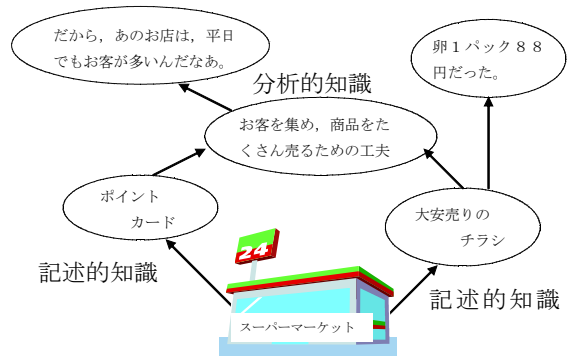 だから，あのお店は，平日
でもお客が多いんだなあ。
卵１パック８８
円だった。
分析的知識
お客を集め，商品をた
くさん売るための工夫
ポイント
カード
大安売りの
チラシ
記述的知識
24
記述的知識
スーパーマーケット